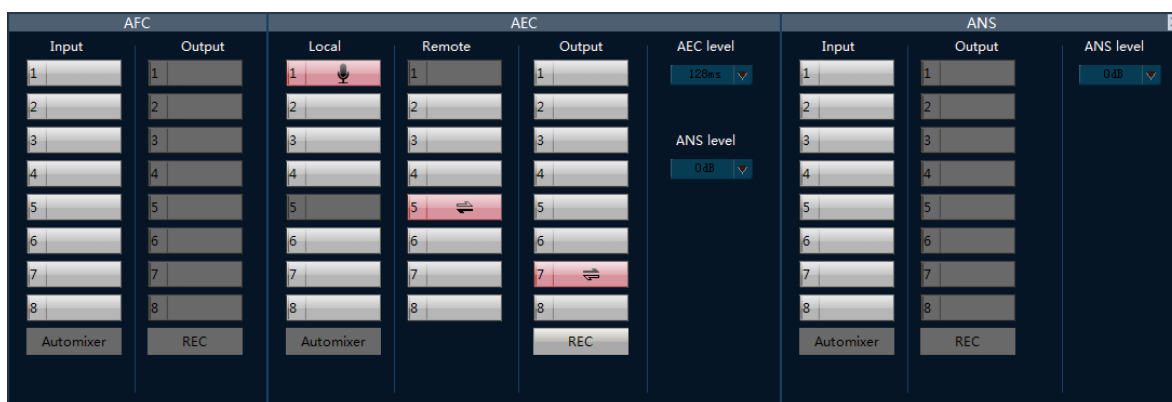 AFC AEC ANS
Input Output Local Remote Output AEC level Input Output ANS level
1 1 1 1 1 128ms 1 1 0dB
2 2 2 2 2 2 2
3 3 3 3 3 ANS level 3 3
4 4 4 4 4 0dB 4 4
5 5 5 5 5 5 5
6 6 6 6 6 6 6
7 7 7 7 7 7 7
8 8 8 8 8 8 8
Automixer REC Automixer REC Automixer REC